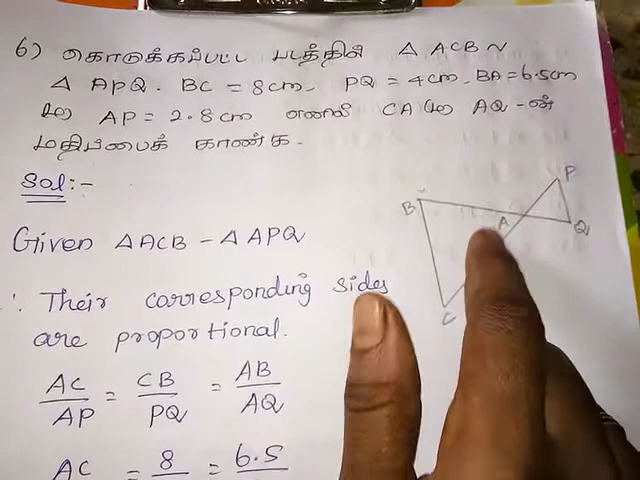 6) கொடுக்கப்பட்ட படத்தில் △ ACB ~
△ APQ. BC = 8cm. PQ = 4cm. BA = 6.5cm
மற்றும் AP = 2.8cm எனில் CA மற்றும் AQ-ன்
மதிப்பைக் காண்க.
Sol:-
P
B
A
Q
C
Given △ACB - △APQ
∴ Their corresponding sides
are proportional.
AC/AP = CB/PQ = AB/AQ
AC = 8 = 6.5